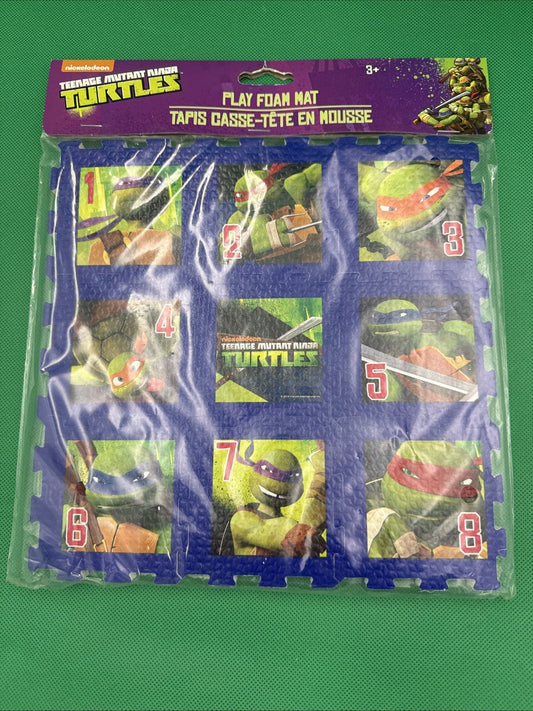 nickelodeon
TEENAGE MUTANT NINJA
TURTLES
PLAY FOAM MAT
TAPIS CASSE-TÊTE EN MOUSSE
3+
1
2
3
4
nickelodeon
TEENAGE MUTANT NINJA
TURTLES
5
6
7
8